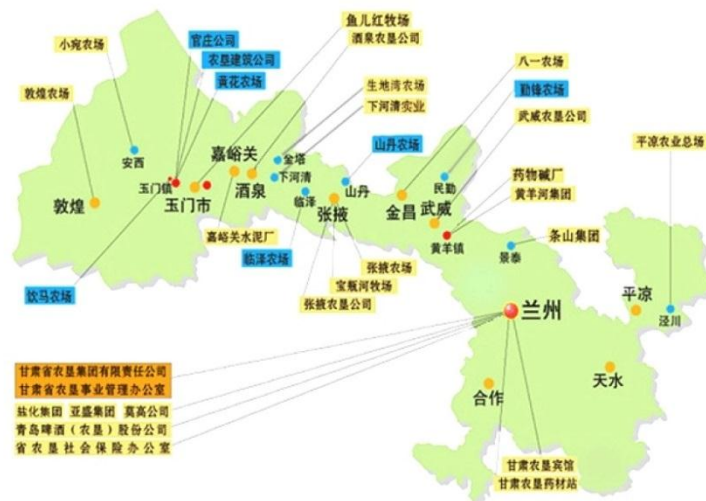 鱼儿红牧场
酒泉农垦公司
小宛农场
官庄公司
农垦建筑公司
黄花农场
八一农场
勤锋农场
武威农垦公司
生地湾农场
下河清实业
敦煌农场
山丹农场
平凉农业总场
安西
嘉峪关
金塔
下河清
酒泉
玉门镇
玉门市
敦煌
临泽
山丹
张掖
金昌
民勤
武威
药物碱厂
黄羊河集团
黄羊镇
嘉峪关水泥厂
临泽农场
条山集团
景泰
张掖农场
宝瓶河牧场
张掖农垦公司
饮马农场
兰州
平凉
泾川
甘肃省农垦集团有限责任公司
甘肃省农垦事业管理办公室
盐化集团 亚盛集团 莫高公司
青岛啤酒（农垦）股份公司
省农垦社会保险办公室
合作
天水
甘肃农垦宾馆
甘肃农垦药材站